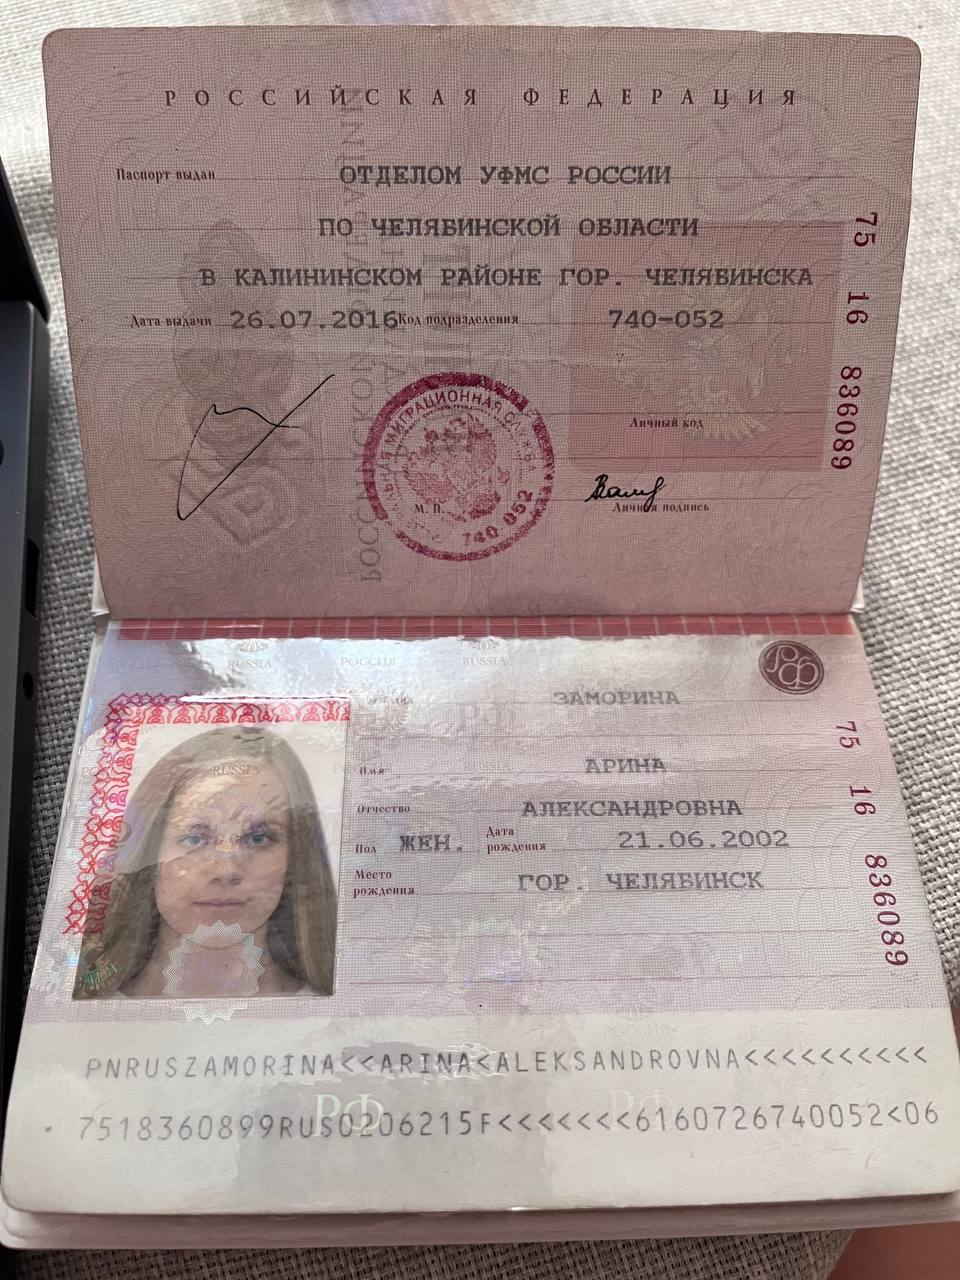 РОССИЙСКАЯ ФЕДЕРАЦИЯ
Паспорт выдан ОТДЕЛОМ УФМС РОССИИ
ПО ЧЕЛЯБИНСКОЙ ОБЛАСТИ
В КАЛИНИНСКОМ РАЙОНЕ ГОР. ЧЕЛЯБИНСКА
Дата выдачи 26.07.2016 Код подразделения 740-052
75 16 836089
Личный код
МИГРАЦИОННАЯ СЛУЖБА
740 052
М. П.
Личная подпись
RUSSIA РОССИЯ RUSSIA
РФ
ЗАМОРИНА
RUSSIA
Имя АРИНА
Отчество АЛЕКСАНДРОВНА
Пол ЖЕН. Дата рождения 21.06.2002
Место рождения ГОР. ЧЕЛЯБИНСК
75 16 836089
PNRUSZAMORINA<<ARINA<ALEKSANDROVNA<<<<<<<<<<
7518360899RUS0206215F<<<<<<<6160726740052<06